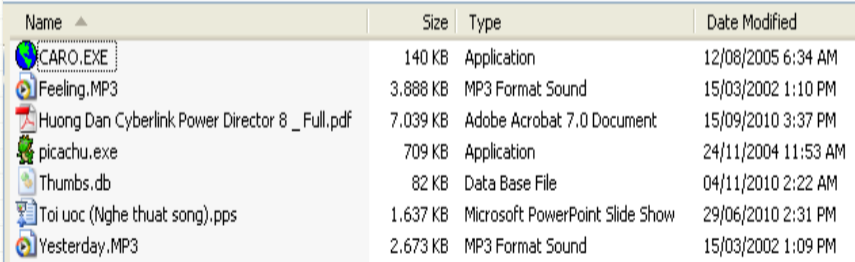 Name Size Type Date Modified
CARO.EXE 140 KB Application 12/08/2005 6:34 AM
Feeling.MP3 3.888 KB MP3 Format Sound 15/03/2002 1:10 PM
Huong Dan Cyberlink Power Director 8 _ Full.pdf 7.039 KB Adobe Acrobat 7.0 Document 15/09/2010 3:37 PM
picachu.exe 709 KB Application 24/11/2004 11:53 AM
Thumbs.db 82 KB Data Base File 04/11/2010 2:22 AM
Toi uoc (Nghe thuat song).pps 1.637 KB Microsoft PowerPoint Slide Show 29/06/2010 2:31 PM
Yesterday.MP3 2.673 KB MP3 Format Sound 15/03/2002 1:09 PM